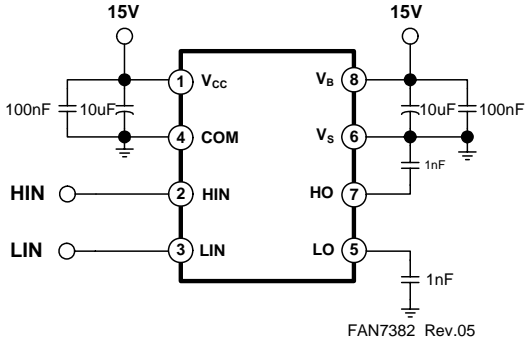 15V 15V
1 VCC VB 8
100nF 10uF 10uF 100nF
4 COM VS 6
1nF
HIN 2 HIN HO 7
LIN 3 LIN LO 5
1nF
FAN7382 Rev.05